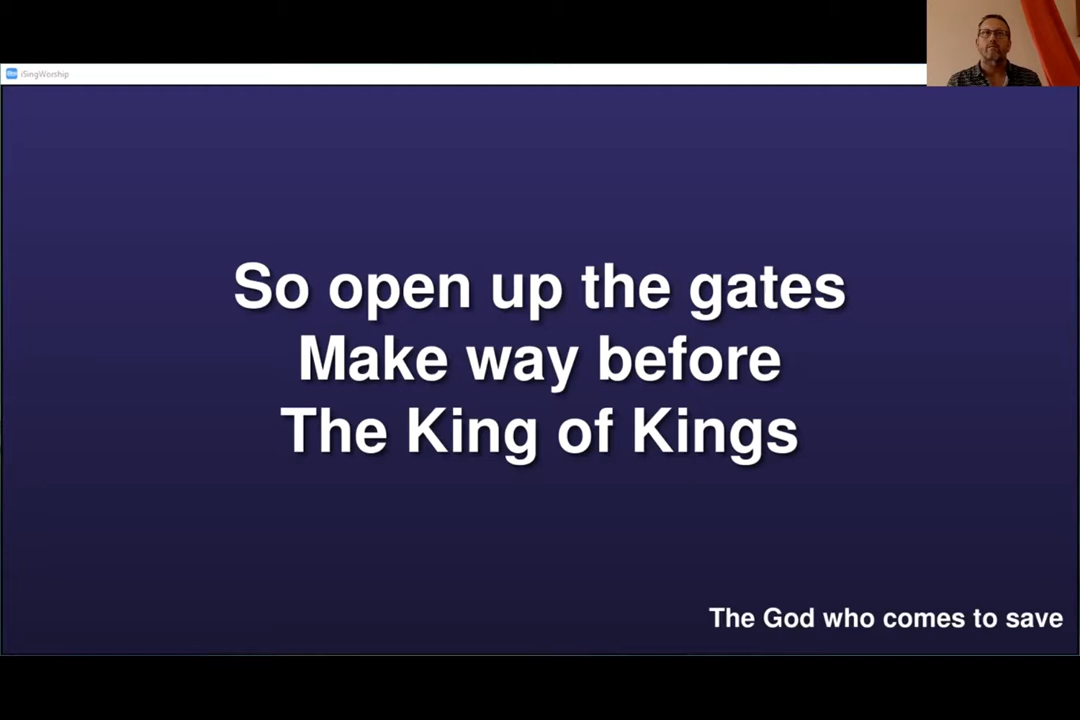 iSingWorship
So open up the gates
Make way before
The King of Kings
The God who comes to save